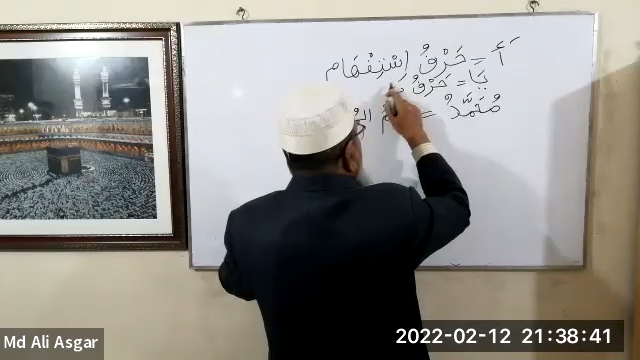 أَ = حَرْفُ اِسْتِفْهَام
يَا = حَرْفُ
مُحَمَّدْ =
Md Ali Asgar
2022-02-12 21:38:41